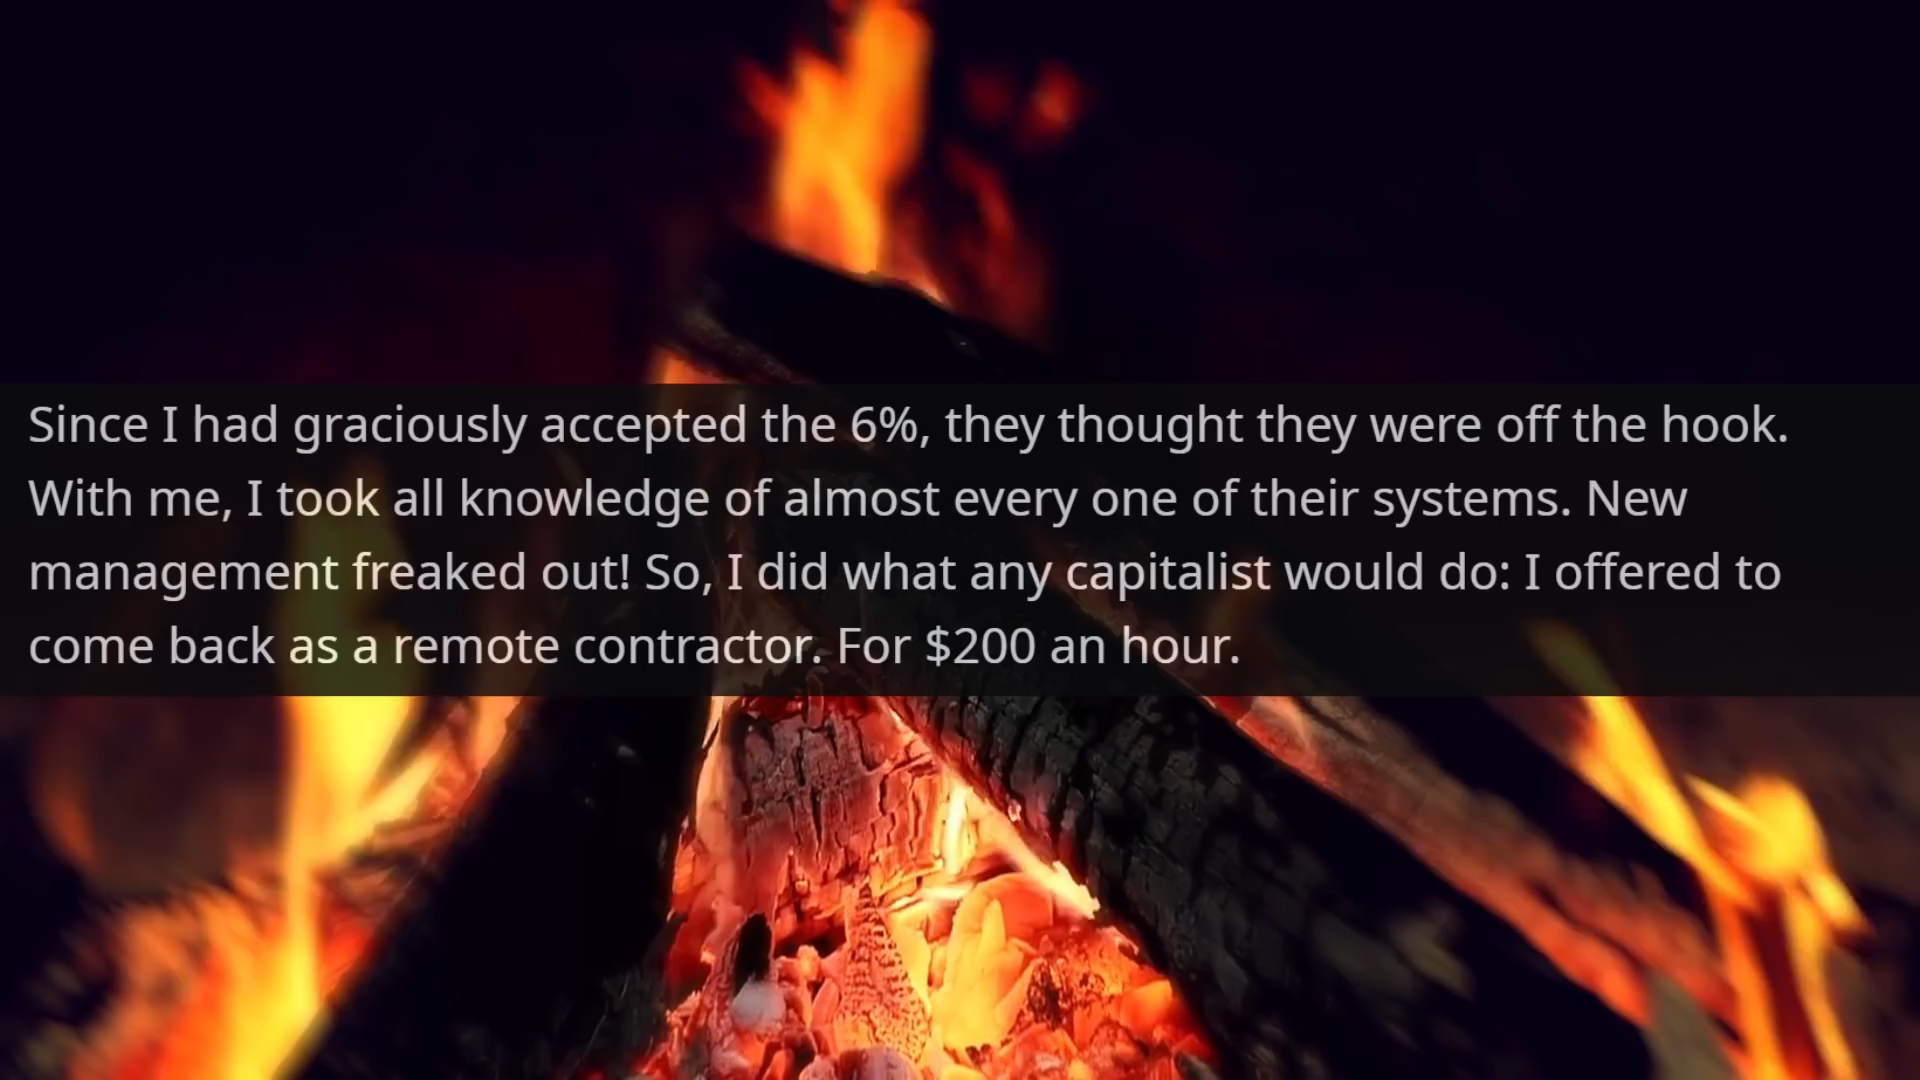 Since I had graciously accepted the 6%, they thought they were off the hook.
With me, I took all knowledge of almost every one of their systems. New
management freaked out! So, I did what any capitalist would do: I offered to
come back as a remote contractor. For $200 an hour.